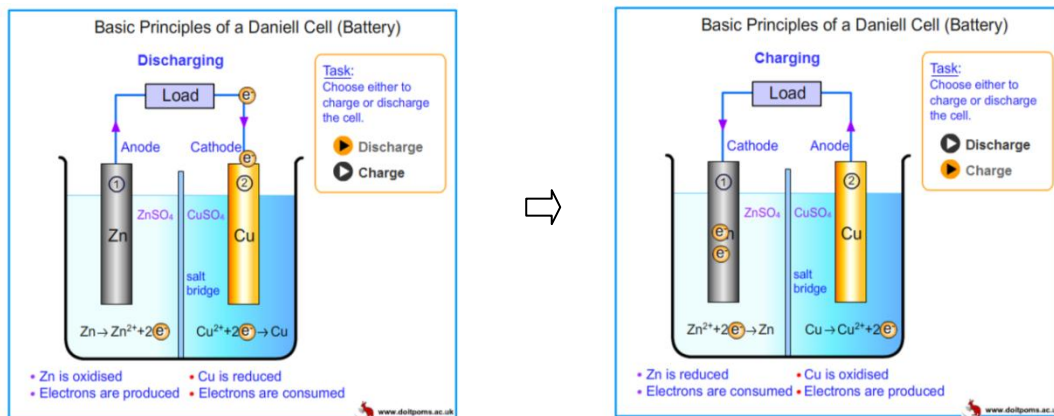 Basic Principles of a Daniell Cell (Battery)
Discharging
Load
e⁻
Task:
Choose either to
charge or discharge
the cell.
Discharge
Charge
Anode
Cathode
e⁻
1
2
ZnSO₄
CuSO₄
Zn
Cu
salt
bridge
Zn→Zn²⁺+2e⁻
Cu²⁺+2e⁻→Cu
• Zn is oxidised
• Electrons are produced
• Cu is reduced
• Electrons are consumed
www.doitpoms.ac.uk
Basic Principles of a Daniell Cell (Battery)
Charging
Load
Task:
Choose either to
charge or discharge
the cell.
Discharge
Charge
Cathode
Anode
1
2
ZnSO₄
CuSO₄
e⁻
n
e⁻
Cu
salt
bridge
Zn²⁺+2e⁻→Zn
Cu→Cu²⁺+2e⁻
• Zn is reduced
• Electrons are consumed
• Cu is oxidised
• Electrons are produced
www.doitpoms.ac.uk